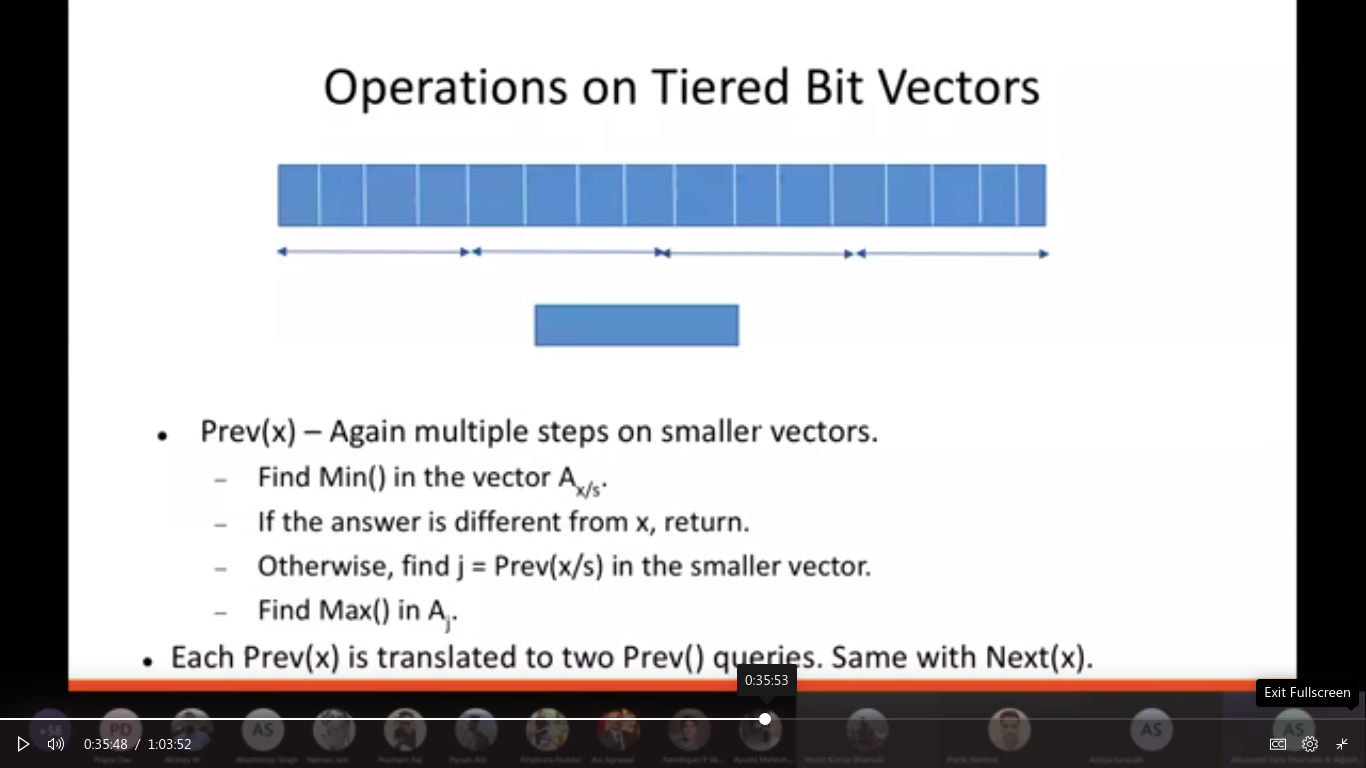 Operations on Tiered Bit Vectors
• Prev(x) – Again multiple steps on smaller vectors.
– Find Min() in the vector Ax/s.
– If the answer is different from x, return.
– Otherwise, find j = Prev(x/s) in the smaller vector.
– Find Max() in Aj.
• Each Prev(x) is translated to two Prev() queries. Same with Next(x).
0:35:53
Exit Fullscreen
PD AS AS AS
0:35:48 / 1:03:52
CC